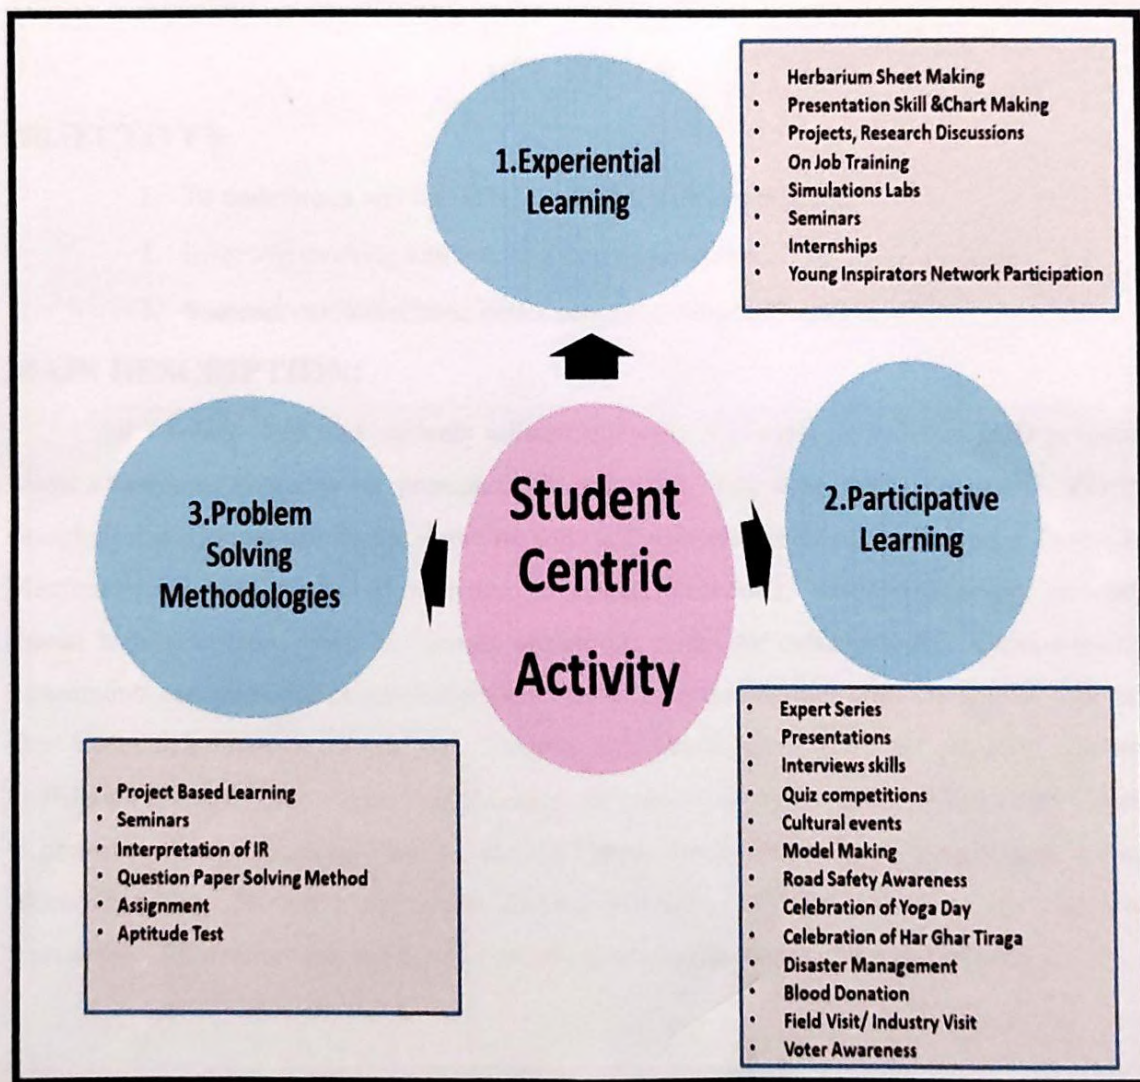 1.Experiential
Learning
• Herbarium Sheet Making
• Presentation Skill &Chart Making
• Projects, Research Discussions
• On Job Training
• Simulations Labs
• Seminars
• Internships
• Young Inspirators Network Participation
Student
Centric
Activity
2.Participative
Learning
• Expert Series
• Presentations
• Interviews skills
• Quiz competitions
• Cultural events
• Model Making
• Road Safety Awareness
• Celebration of Yoga Day
• Celebration of Har Ghar Tiraga
• Disaster Management
• Blood Donation
• Field Visit/ Industry Visit
• Voter Awareness
3.Problem
Solving
Methodologies
• Project Based Learning
• Seminars
• Interpretation of IR
• Question Paper Solving Method
• Assignment
• Aptitude Test